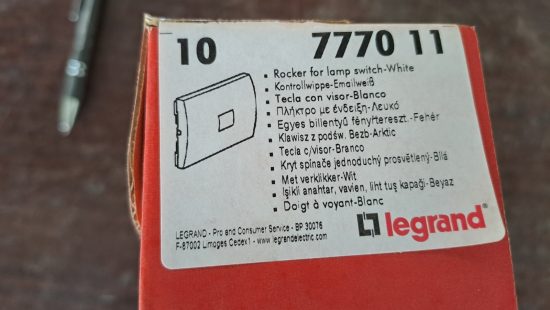 10 7770 11
Rocker for lamp switch-White
Kontrollwippe-Emailweiß
Tecla con visor-Blanco
Πλήκτρο με ένδειξη-Λευκό
Egyes billentyű fényháreszt.-Fehér
Klawisz z podśw. Bezb-Arktic
Tecla c/visor-Branco
Kryt spínače jednoduchý prosvětlený-Bílá
Met verklikker-Wit
Işikli anahtar, vavien, liht tuş kapaği-Beyaz
Doigt à voyant-Blanc
LEGRAND - Pro and Consumer Service - BP 30076
F-87002 Limoges Cedex1 - www.legrandelectric.com
legrand®